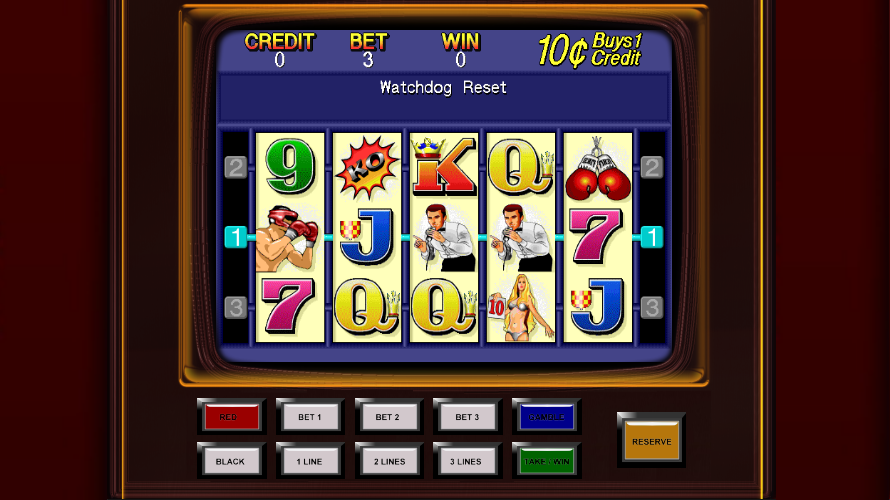 CREDIT BET WIN 10¢ Buys 1 Credit
0 3 0
Watchdog Reset
2 9 KO K Q 2
1 J 7 1
3 7 Q Q 10 J 3
RED BET 1 BET 2 BET 3 GAMBLE
RESERVE
BLACK 1 LINE 2 LINES 3 LINES TAKE WIN